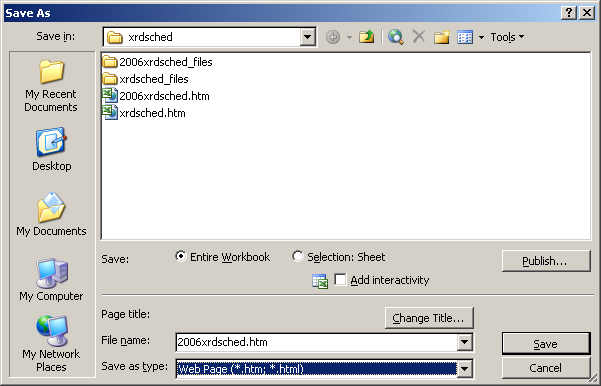 Save As
Save in:
xrdsched
Tools
My Recent
Documents
Desktop
My Documents
My Computer
My Network
Places
2006xrdsched_files
xrdsched_files
2006xrdsched.htm
xrdsched.htm
Save:
Entire Workbook
Selection: Sheet
Publish...
Add interactivity
Page title:
Change Title...
File name:
2006xrdsched.htm
Save
Save as type:
Web Page (*.htm; *.html)
Cancel